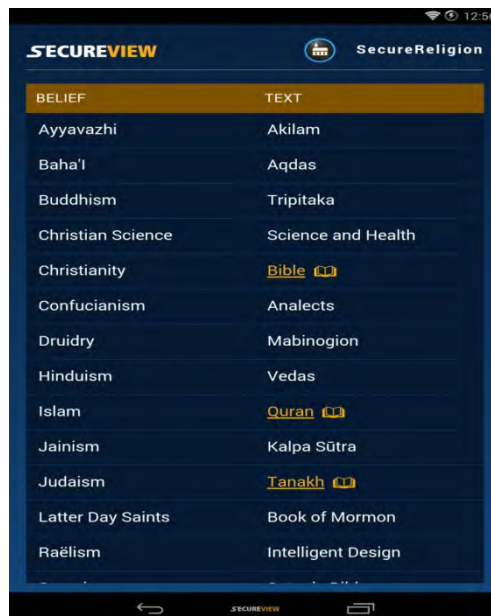 12:50
SECUREVIEW
SecureReligion
BELIEF TEXT
Ayyavazhi Akilam
Baha'I Aqdas
Buddhism Tripitaka
Christian Science Science and Health
Christianity Bible
Confucianism Analects
Druidry Mabinogion
Hinduism Vedas
Islam Quran
Jainism Kalpa Sūtra
Judaism Tanakh
Latter Day Saints Book of Mormon
Raëlism Intelligent Design
SECUREVIEW